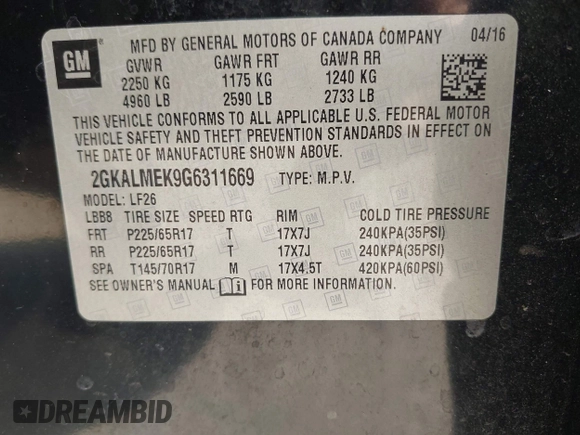 GM
MFD BY GENERAL MOTORS OF CANADA COMPANY 04/16
GVWR GAWR FRT GAWR RR
2250 KG 1175 KG 1240 KG
4960 LB 2590 LB 2733 LB
THIS VEHICLE CONFORMS TO ALL APPLICABLE U.S. FEDERAL MOTOR
VEHICLE SAFETY AND THEFT PREVENTION STANDARDS IN EFFECT ON
THE DATE OF MANUFACTURE SHOWN ABOVE.
2GKALMEK9G6311669 TYPE: M.P.V.
MODEL: LF26
LBB8 TIRE SIZE SPEED RTG RIM COLD TIRE PRESSURE
FRT P225/65R17 T 17X7J 240KPA(35PSI)
RR P225/65R17 T 17X7J 240KPA(35PSI)
SPA T145/70R17 M 17X4.5T 420KPA(60PSI)
SEE OWNER'S MANUAL FOR MORE INFORMATION.
DREAMBID